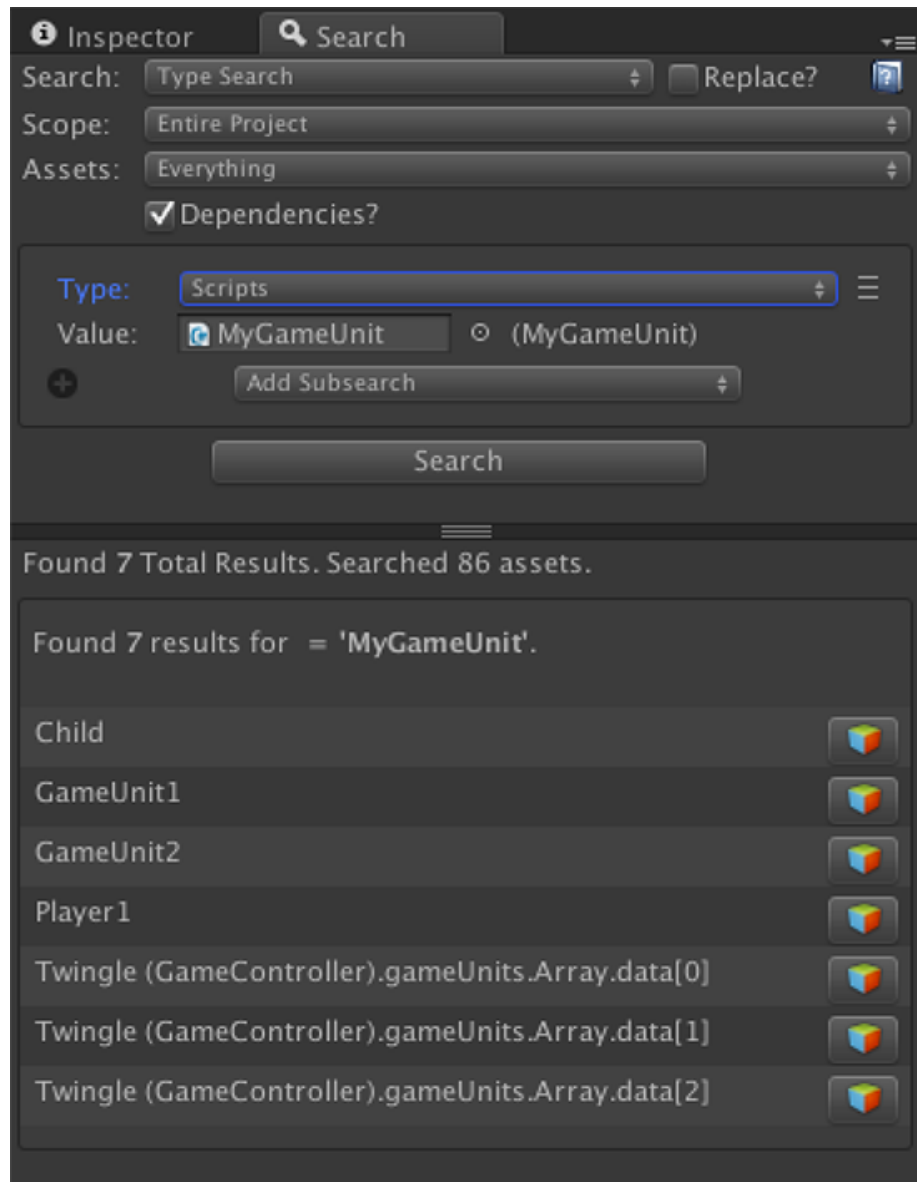 Inspector Search
Search: Type Search Replace?
Scope: Entire Project
Assets: Everything
Dependencies?
Type: Scripts
Value: MyGameUnit (MyGameUnit)
Add Subsearch
Search
Found 7 Total Results. Searched 86 assets.
Found 7 results for = 'MyGameUnit'.
Child
GameUnit1
GameUnit2
Player1
Twingle (GameController).gameUnits.Array.data[0]
Twingle (GameController).gameUnits.Array.data[1]
Twingle (GameController).gameUnits.Array.data[2]